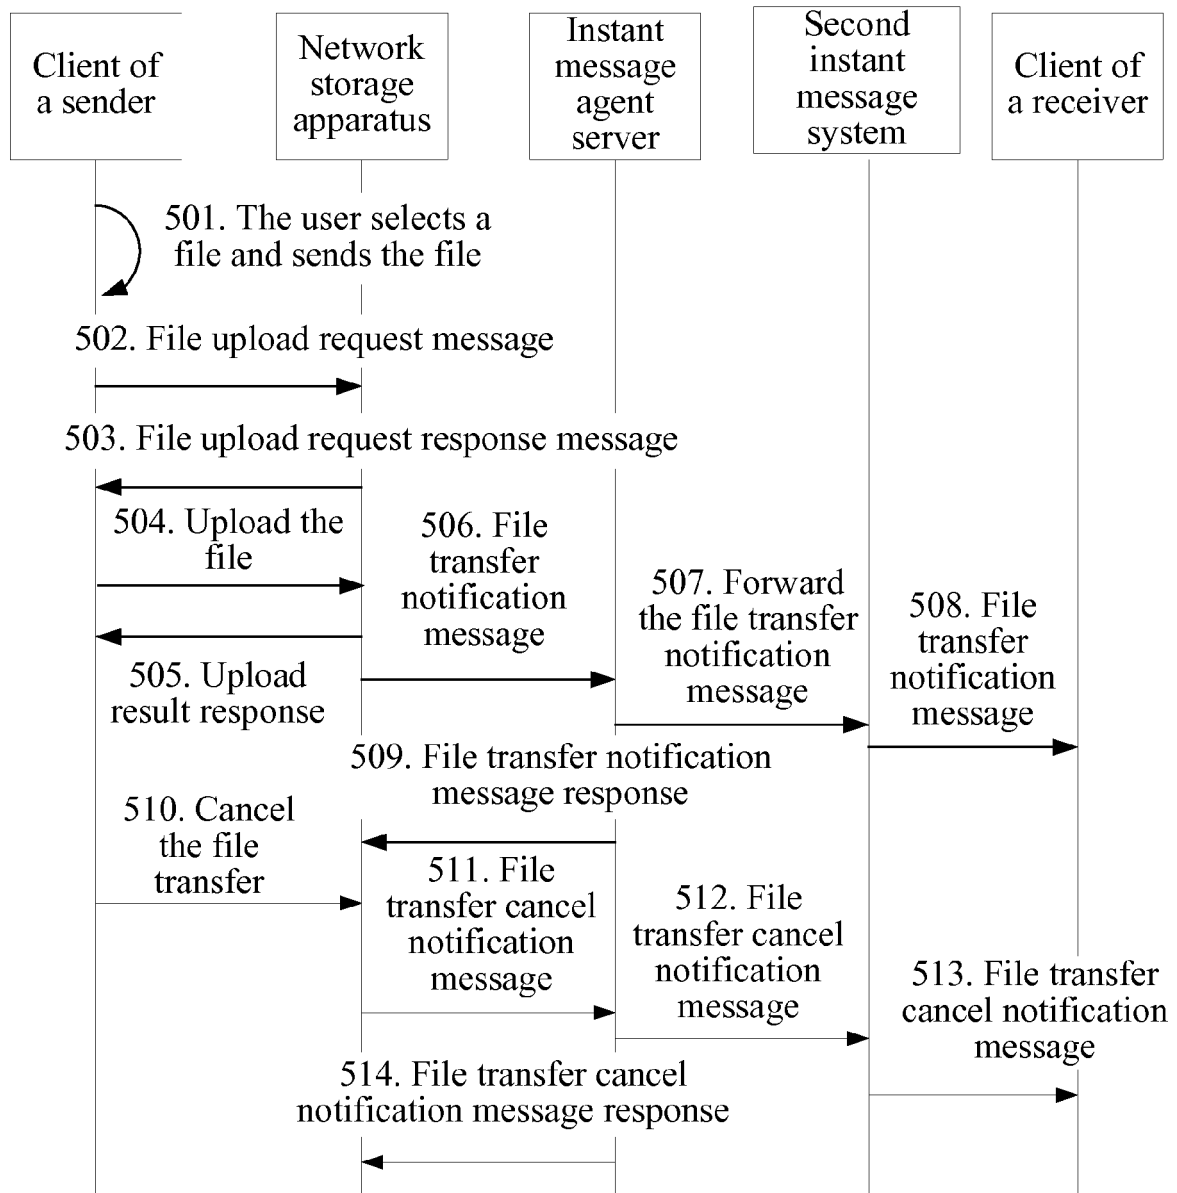 Client of
a sender
Network
storage
apparatus
Instant
message
agent
server
Second
instant
message
system
Client of
a receiver
501. The user selects a
file and sends the file
502. File upload request message
503. File upload request response message
504. Upload the
file
505. Upload
result response
506. File
transfer
notification
message
507. Forward
the file transfer
notification
message
508. File
transfer
notification
message
509. File transfer notification
message response
510. Cancel
the file
transfer
511. File
transfer cancel
notification
message
512. File
transfer cancel
notification
message
513. File transfer
cancel notification
message
514. File transfer cancel
notification message response